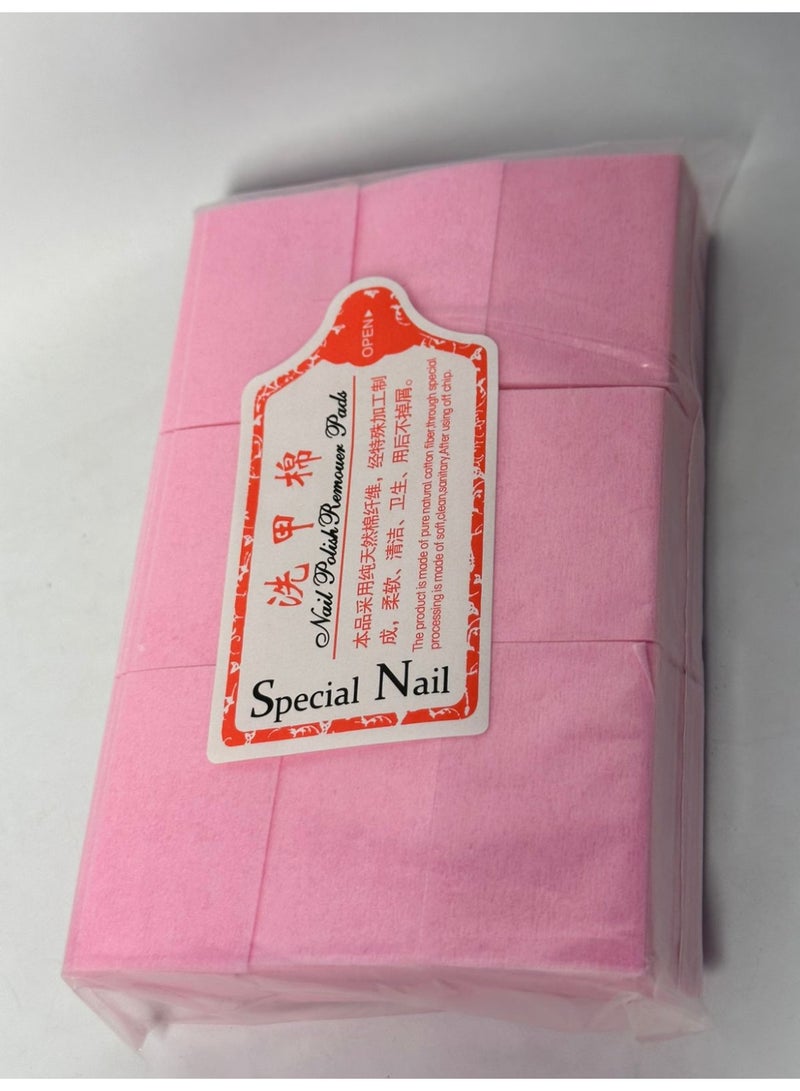 OPEN▶
洗甲棉
Nail Polish Remover Pads
本品采用纯天然棉纤维，经特殊加工制
成，柔软、清洁、卫生、用后不掉屑。
The product is made of pure natural cotton fiber,through special
processing is made of soft,clean,sanitary,After using off chip.
Special Nail